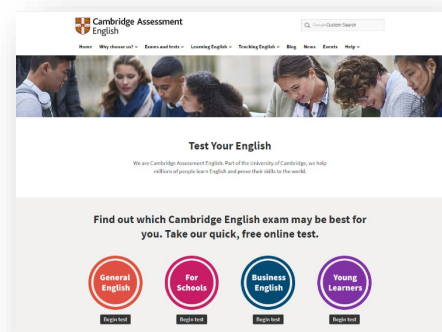 Cambridge Assessment
English
Google Custom Search
Home Why choose us? Exams and tests Learning English Teaching English Blog News Events Help
Test Your English
We are Cambridge Assessment English. Part of the University of Cambridge, we help
millions of people learn English and prove their skills to the world.
Find out which Cambridge English exam may be best for
you. Take our quick, free online test.
General
English
For
Schools
Business
English
Young
Learners
Begin test
Begin test
Begin test
Begin test